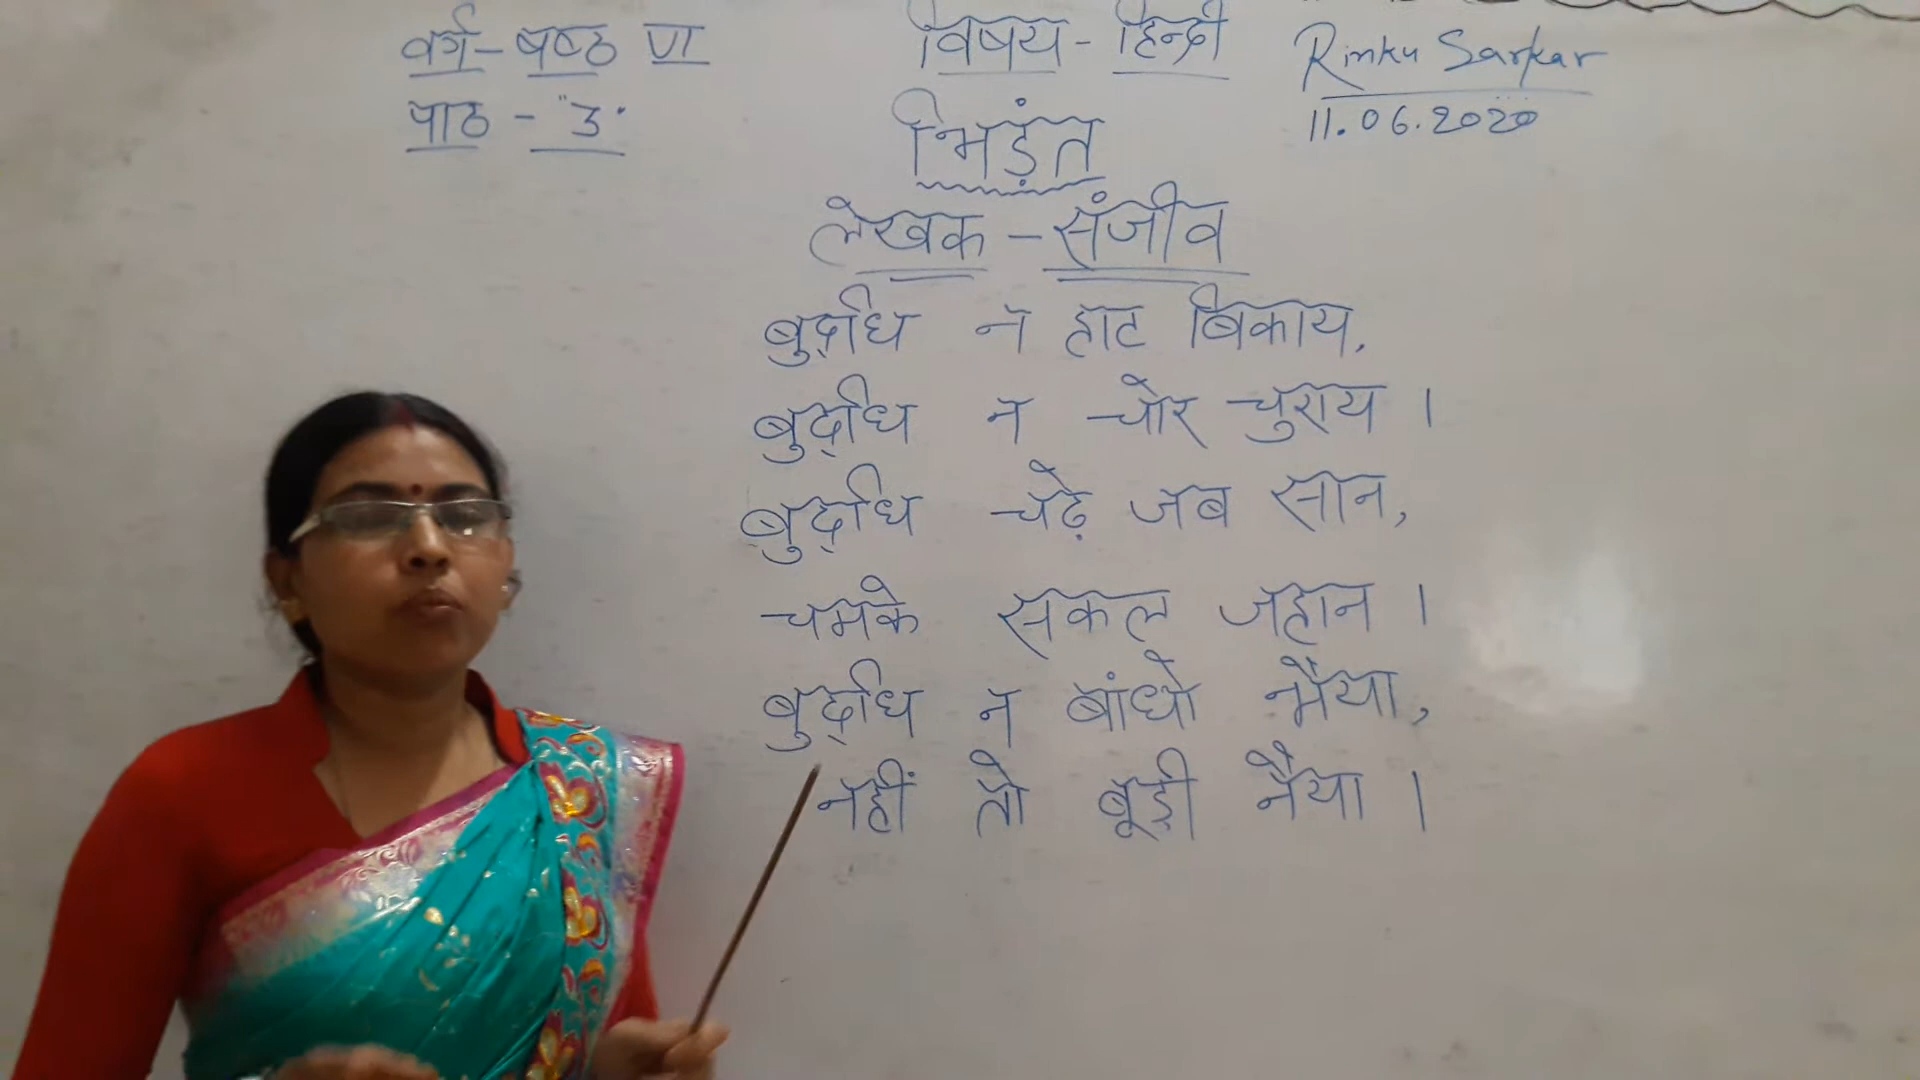 वर्ग - षष्ठ VI
विषय - हिन्दी
Rinku Sarkar
पाठ - "3"
11.06.2020
भिड़ंत
लेखक - संजीव
बुद्धि न हाट बिकाय,
बुद्धि न चोर चुराय ।
बुद्धि चढ़े जब सान,
चमके सकल जहान ।
बुद्धि न बांधो भैया,
नहीं तो बूड़ी नैया ।